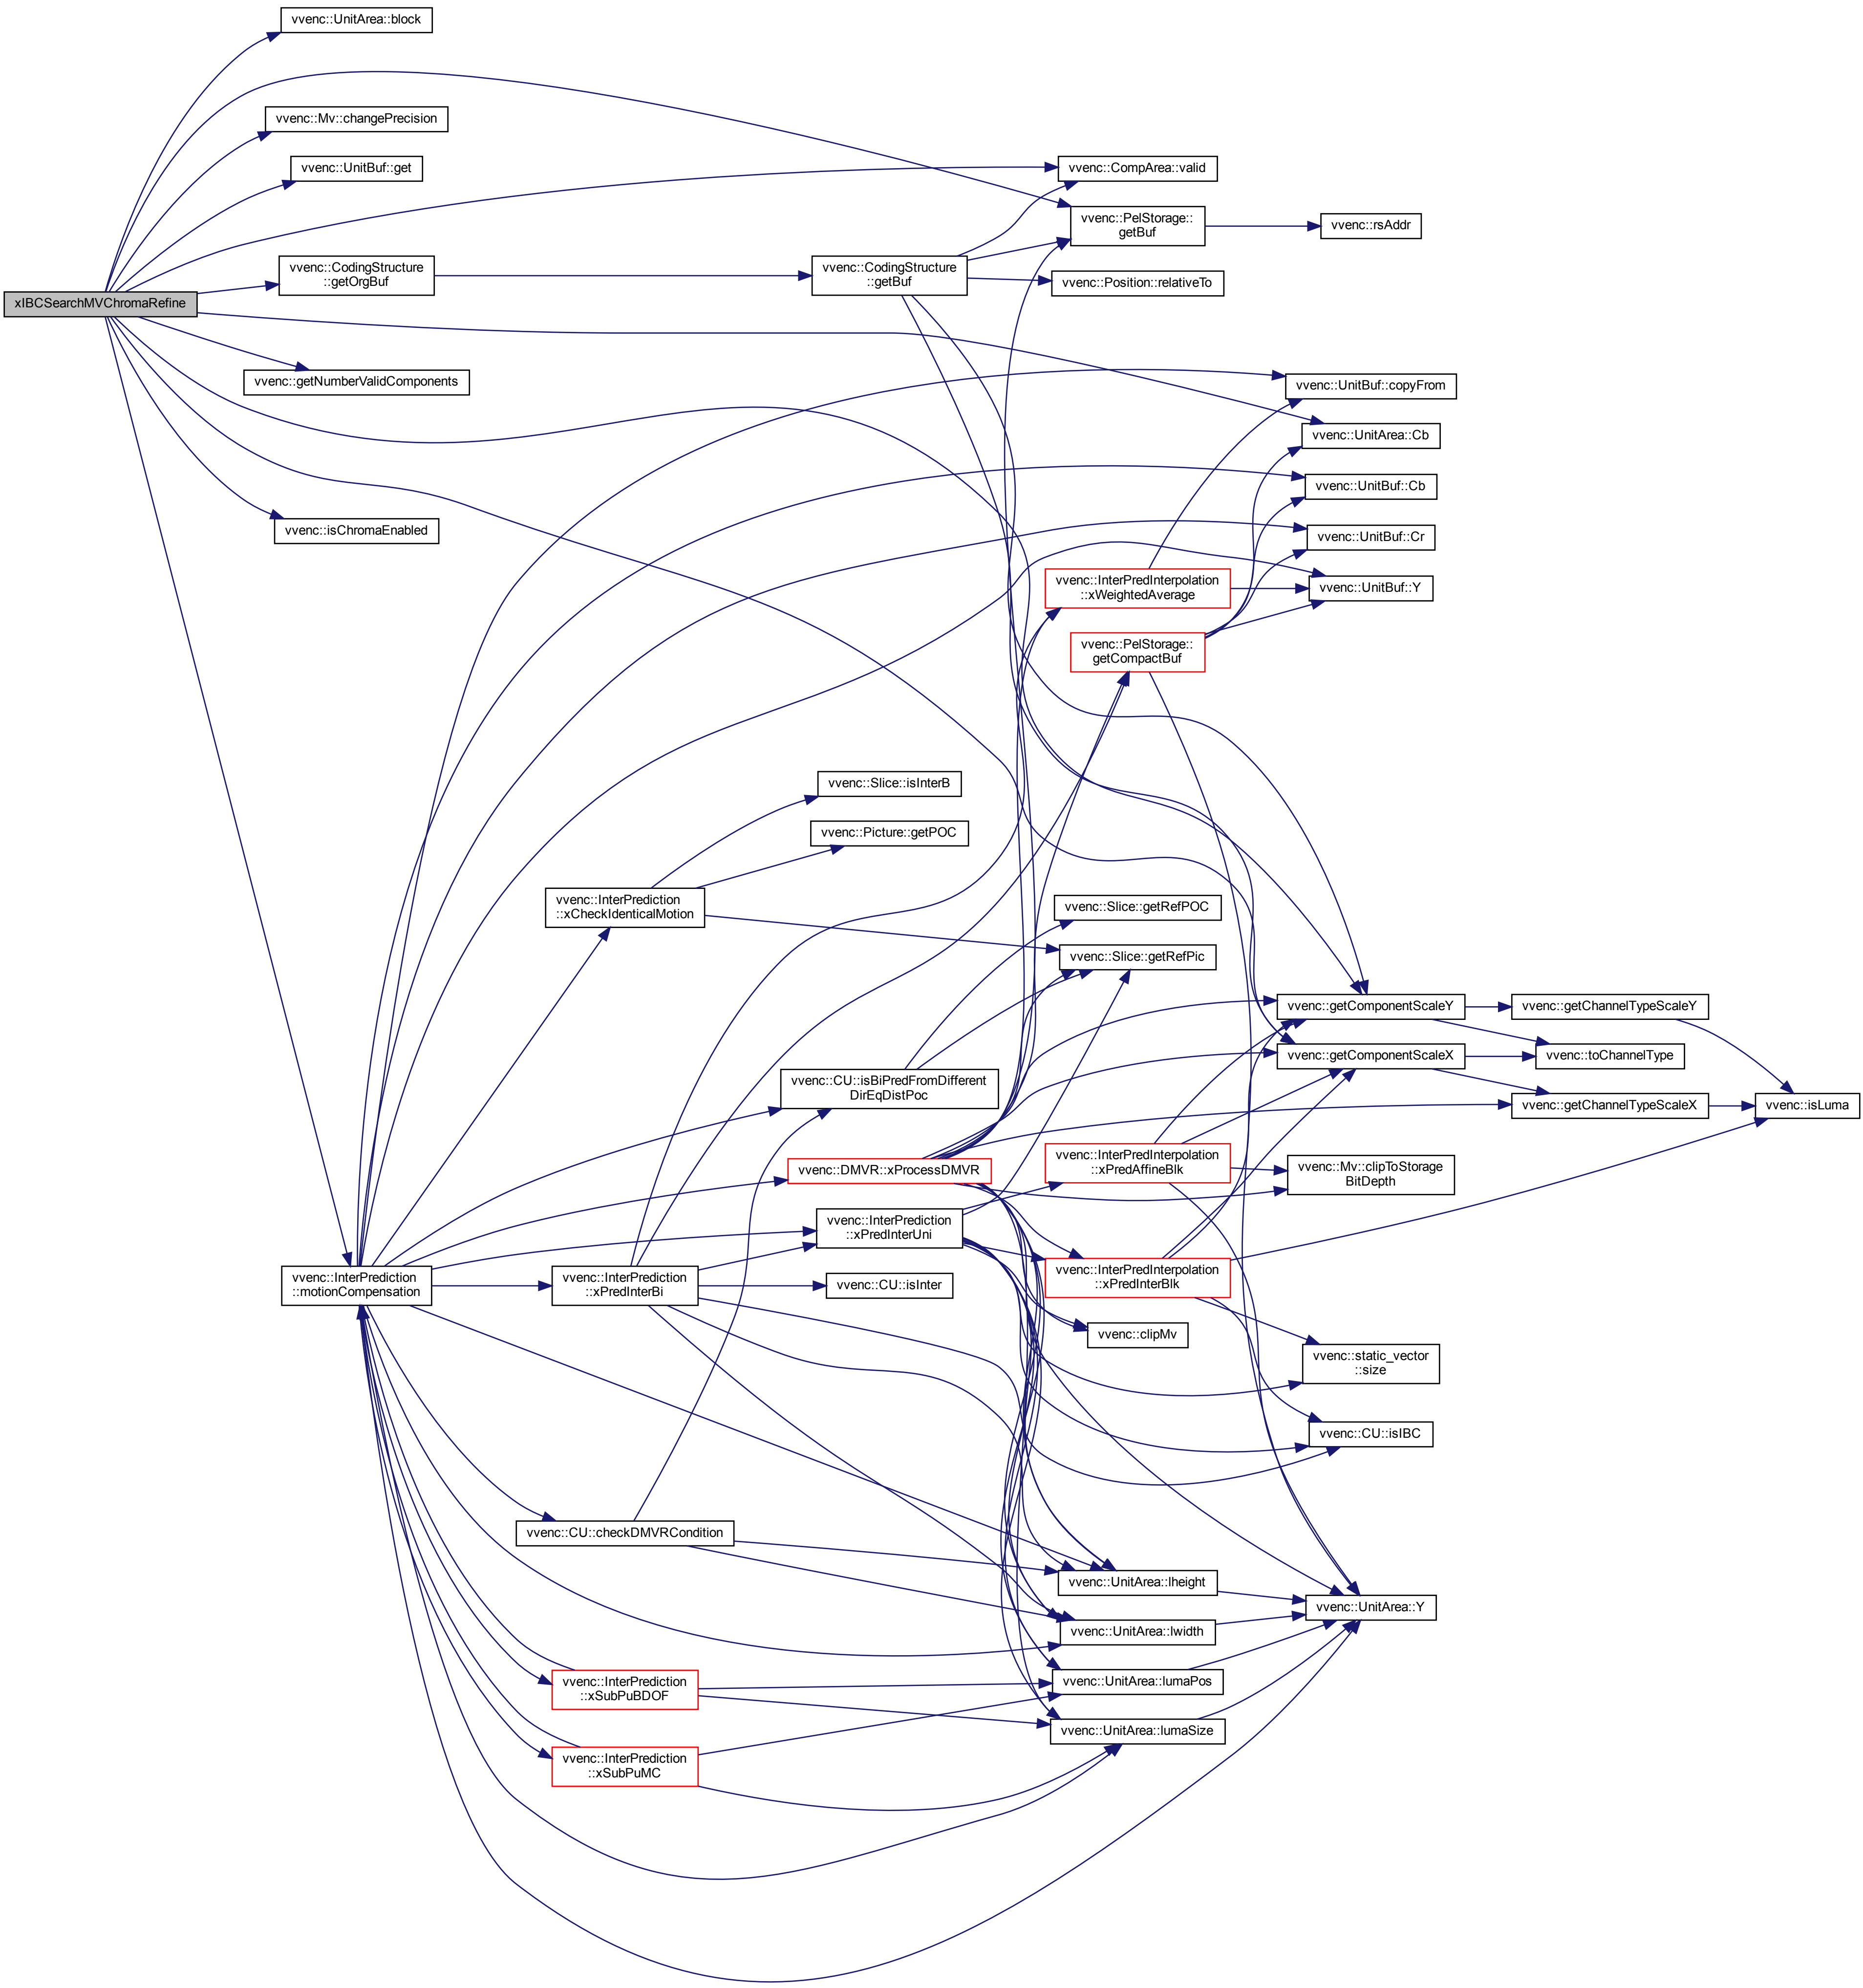 xIBCSearchMVChromaRefine
vvenc::UnitArea::block
vvenc::Mv::changePrecision
vvenc::UnitBuf::get
vvenc::CodingStructure
::getOrgBuf
vvenc::getNumberValidComponents
vvenc::isChromaEnabled
vvenc::InterPrediction
::motionCompensation
vvenc::InterPrediction
::xCheckIdenticalMotion
vvenc::InterPrediction
::xPredInterBi
vvenc::CU::checkDMVRCondition
vvenc::InterPrediction
::xSubPuBDOF
vvenc::InterPrediction
::xSubPuMC
vvenc::CodingStructure
::getBuf
vvenc::Slice::isInterB
vvenc::Picture::getPOC
vvenc::CU::isBiPredFromDifferent
DirEqDistPoc
vvenc::DMVR::xProcessDMVR
vvenc::InterPrediction
::xPredInterUni
vvenc::CU::isInter
vvenc::CompArea::valid
vvenc::PelStorage::
getBuf
vvenc::Position::relativeTo
vvenc::InterPredInterpolation
::xWeightedAverage
vvenc::PelStorage::
getCompactBuf
vvenc::Slice::getRefPOC
vvenc::Slice::getRefPic
vvenc::InterPredInterpolation
::xPredAffineBlk
vvenc::InterPredInterpolation
::xPredInterBlk
vvenc::clipMv
vvenc::UnitArea::lheight
vvenc::UnitArea::lwidth
vvenc::UnitArea::lumaPos
vvenc::UnitArea::lumaSize
vvenc::rsAddr
vvenc::UnitBuf::copyFrom
vvenc::UnitArea::Cb
vvenc::UnitBuf::Cb
vvenc::UnitBuf::Cr
vvenc::UnitBuf::Y
vvenc::getComponentScaleY
vvenc::getComponentScaleX
vvenc::Mv::clipToStorage
BitDepth
vvenc::static_vector
::size
vvenc::CU::isIBC
vvenc::UnitArea::Y
vvenc::getChannelTypeScaleY
vvenc::toChannelType
vvenc::getChannelTypeScaleX
vvenc::isLuma